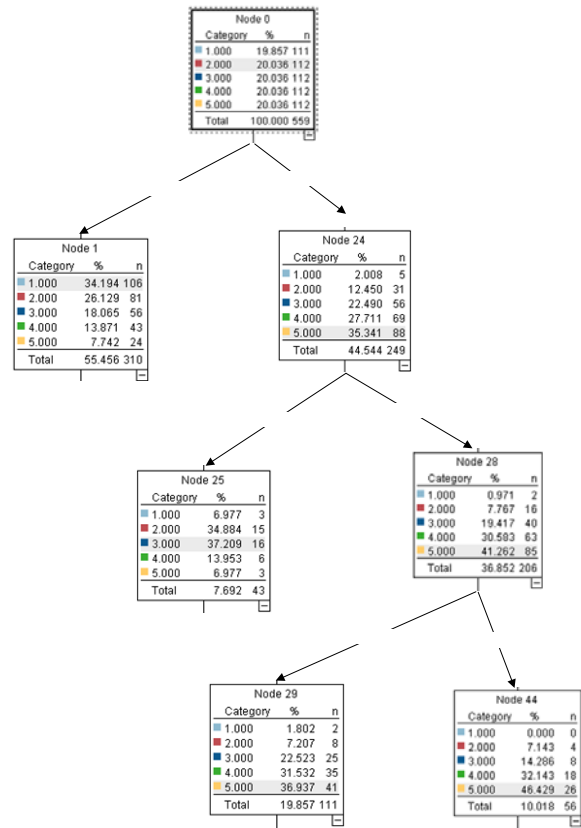 Node 0
Category % n
1.000 19.857 111
2.000 20.036 112
3.000 20.036 112
4.000 20.036 112
5.000 20.036 112
Total 100.000 559
Node 1
Category % n
1.000 34.194 106
2.000 26.129 81
3.000 18.065 56
4.000 13.871 43
5.000 7.742 24
Total 55.456 310
Node 24
Category % n
1.000 2.008 5
2.000 12.450 31
3.000 22.490 56
4.000 27.711 69
5.000 35.341 88
Total 44.544 249
Node 25
Category % n
1.000 6.977 3
2.000 34.884 15
3.000 37.209 16
4.000 13.953 6
5.000 6.977 3
Total 7.692 43
Node 28
Category % n
1.000 0.971 2
2.000 7.767 16
3.000 19.417 40
4.000 30.583 63
5.000 41.262 85
Total 36.852 206
Node 29
Category % n
1.000 1.802 2
2.000 7.207 8
3.000 22.523 25
4.000 31.532 35
5.000 36.937 41
Total 19.857 111
Node 44
Category % n
1.000 0.000 0
2.000 7.143 4
3.000 14.286 8
4.000 32.143 18
5.000 46.429 26
Total 10.018 56